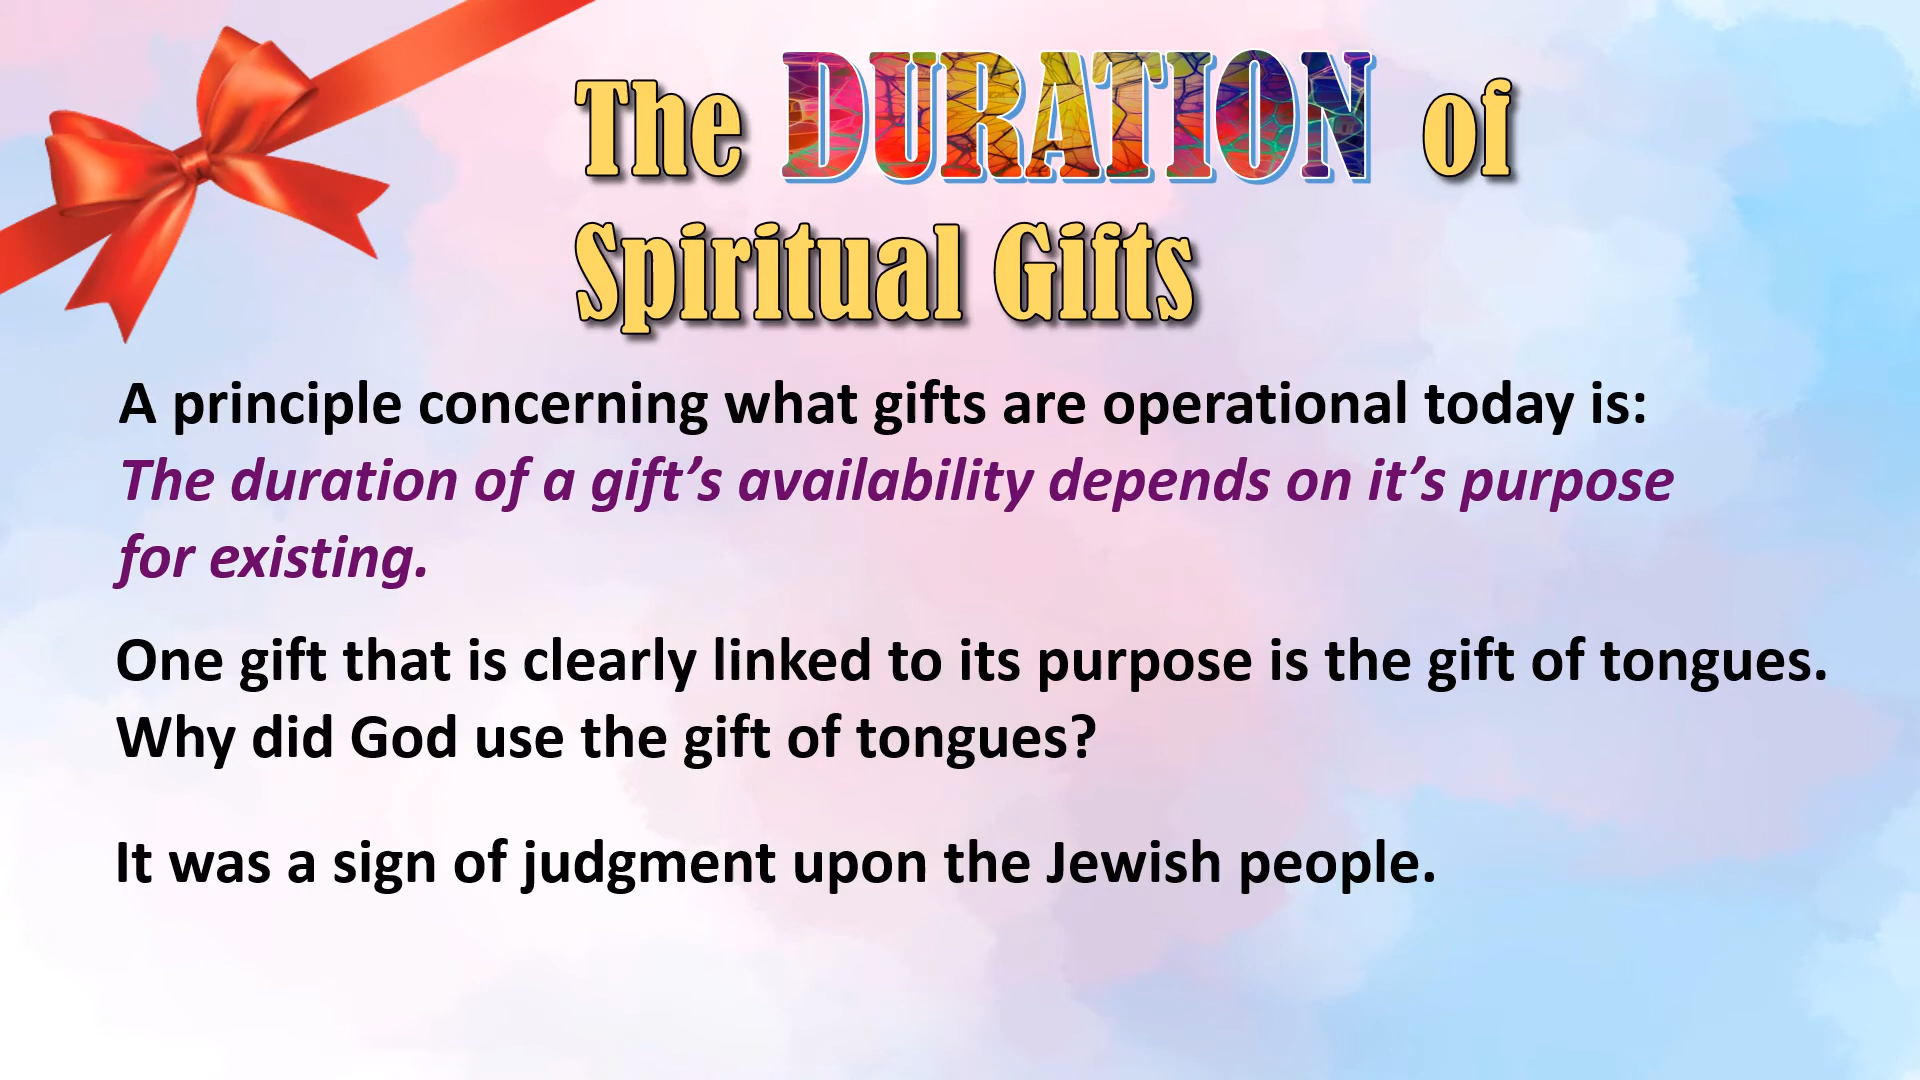 The DURATION of
Spiritual Gifts
A principle concerning what gifts are operational today is:
The duration of a gift’s availability depends on it’s purpose
for existing.
One gift that is clearly linked to its purpose is the gift of tongues.
Why did God use the gift of tongues?
It was a sign of judgment upon the Jewish people.